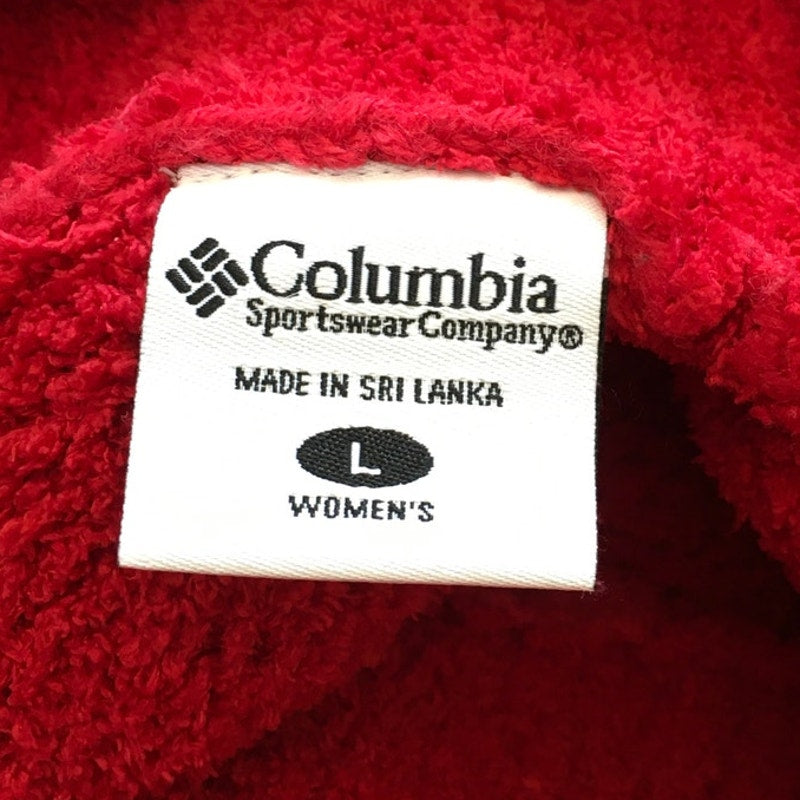 Columbia
Sportswear Company®
MADE IN SRI LANKA
L
WOMEN'S